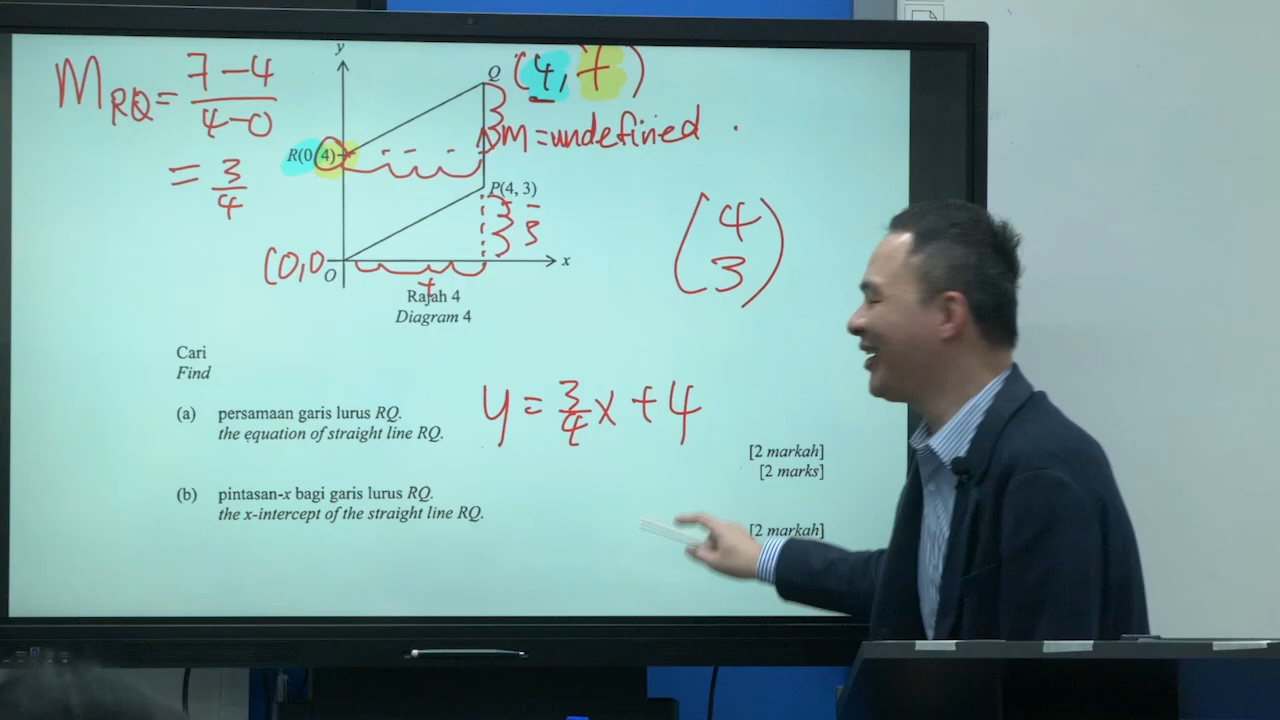 M_RQ = 7-4 / 4-0
= 3/4
y
Q (4, 7)
3 m = undefined .
R(0, 4)
P(4, 3)
3
(4
3)
(0,0
O
x
Rajah 4
Diagram 4
Cari
Find
(a) persamaan garis lurus RQ.
the equation of straight line RQ.
y = 3/4 x + 4
[2 markah]
[2 marks]
(b) pintasan-x bagi garis lurus RQ.
the x-intercept of the straight line RQ.
[2 markah]